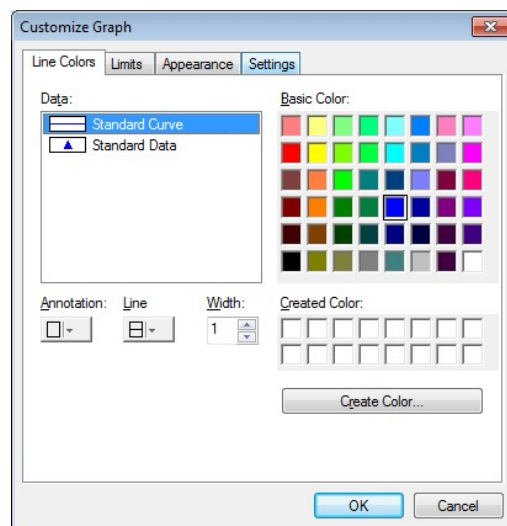 Customize Graph
Line Colors Limits Appearance Settings
Data:
Standard Curve
Standard Data
Basic Color:
Annotation: Line Width:
1
Created Color:
Create Color...
OK Cancel